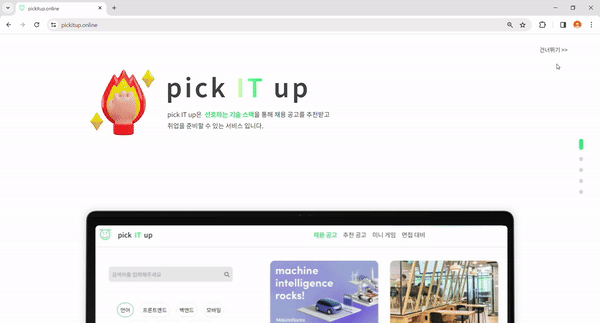 pickitup.online
pickitup.online
건너뛰기 >>
pick IT up
pick IT up은 선호하는 기술 스택을 통해 채용 공고를 추천받고
취업을 준비할 수 있는 서비스 입니다.
pick IT up
채용 공고 추천 공고 미니 게임 면접 대비
검색어를 입력해주세요
언어 프론트엔드 백엔드 모바일
machine
intelligence
rocks!